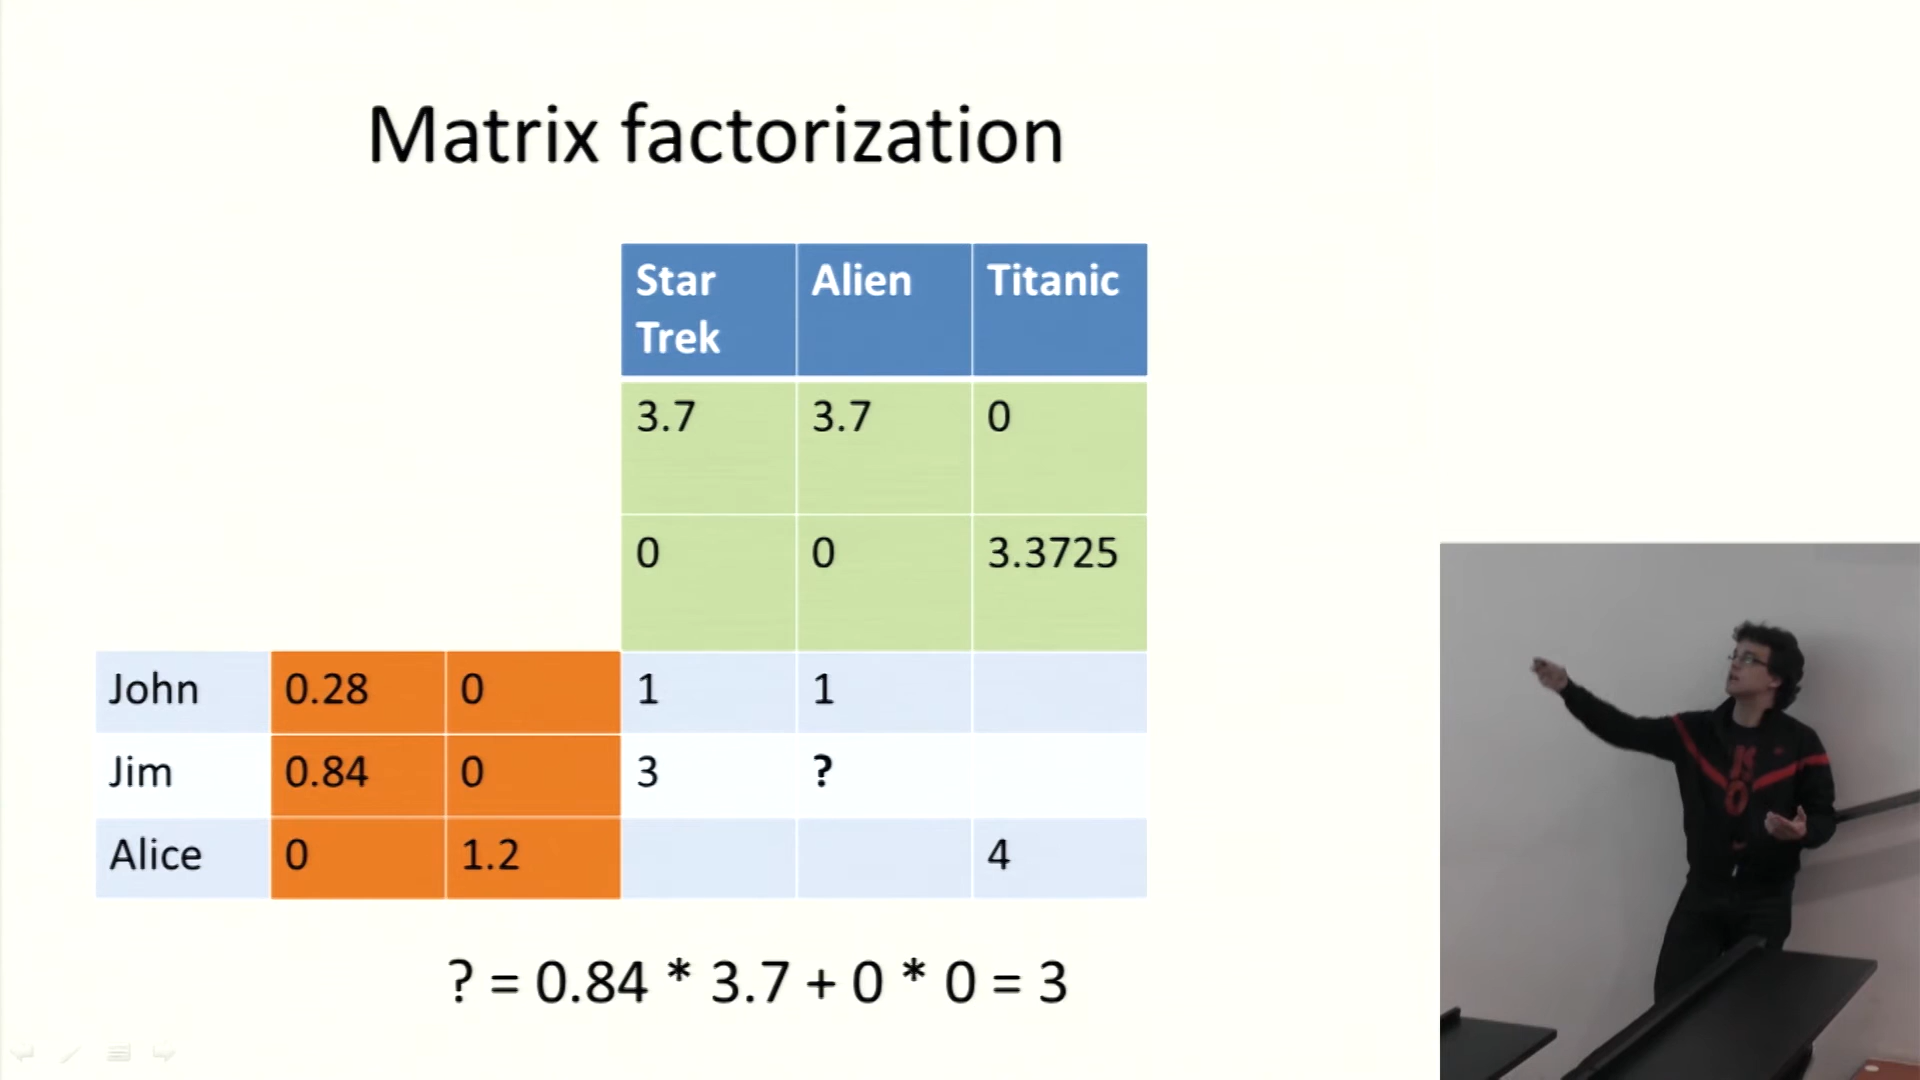 Matrix factorization
Star Trek Alien Titanic
3.7 3.7 0
0 0 3.3725
John 0.28 0 1 1
Jim 0.84 0 3 ?
Alice 0 1.2 4
? = 0.84 * 3.7 + 0 * 0 = 3